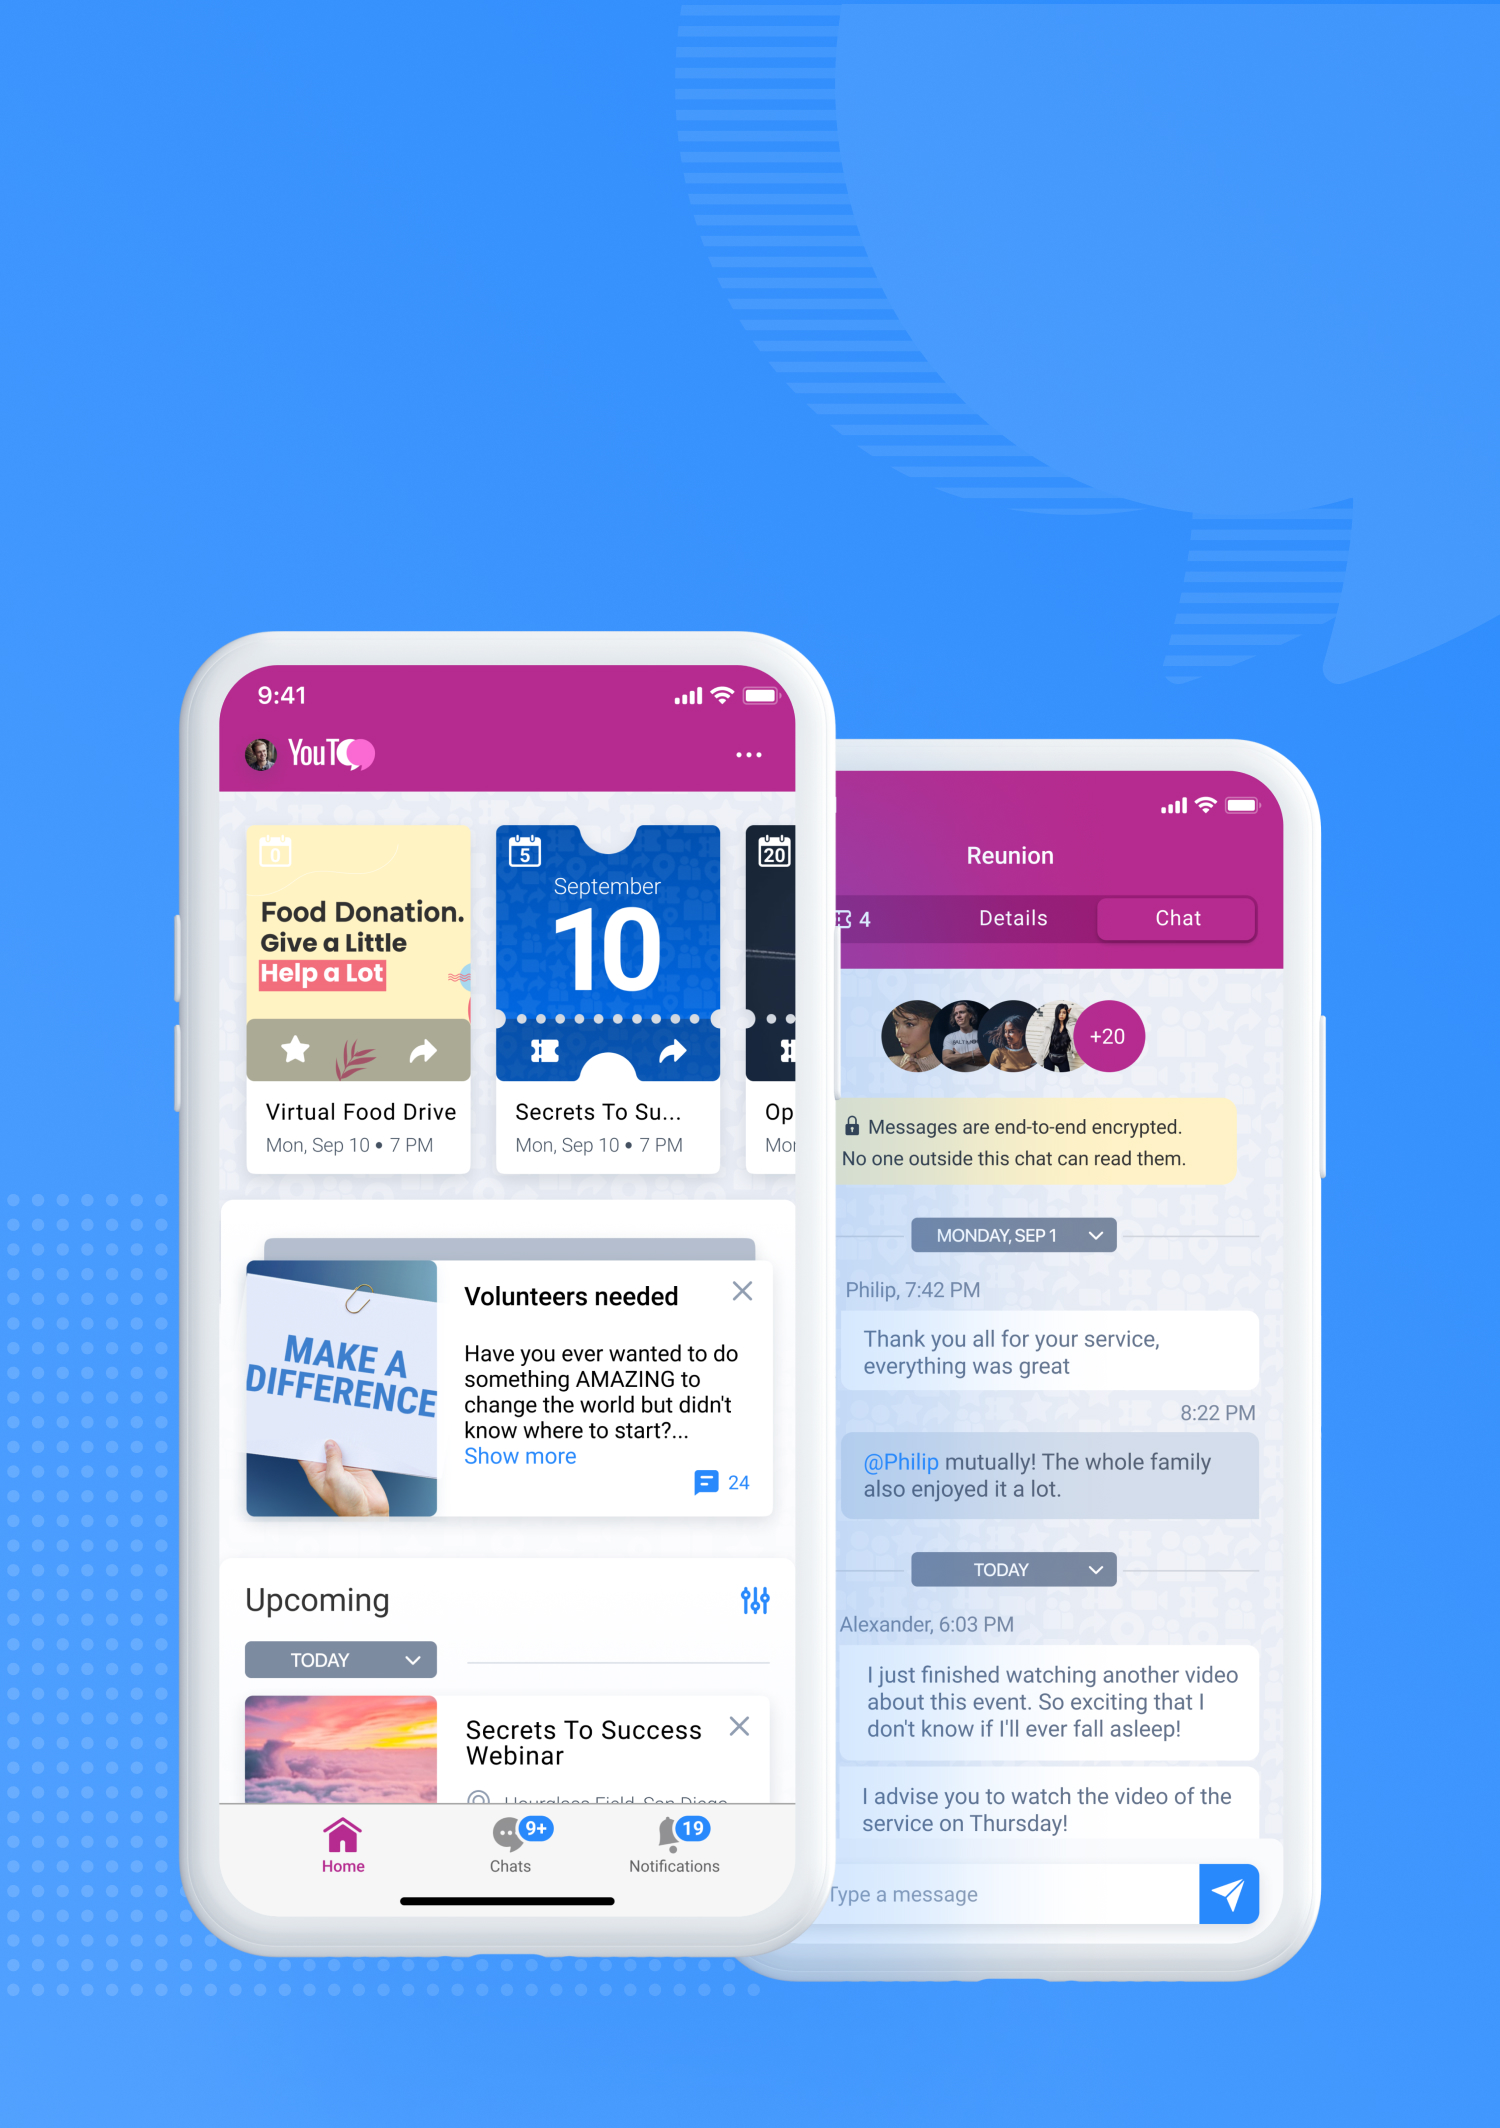 9:41
YouT
0
Food Donation.
Give a Little
Help a Lot
Virtual Food Drive
Mon, Sep 10 • 7 PM
5
September
10
Secrets To Su...
Mon, Sep 10 • 7 PM
20
Op
Mon
MAKE A
DIFFERENCE
Volunteers needed
Have you ever wanted to do
something AMAZING to
change the world but didn't
know where to start?...
Show more
24
Upcoming
TODAY
Secrets To Success
Webinar
Hourglass Field, San Diego
Home
9+
Chats
19
Notifications
Reunion
4
Details
Chat
+20
Messages are end-to-end encrypted.
No one outside this chat can read them.
MONDAY, SEP 1
Philip, 7:42 PM
Thank you all for your service,
everything was great
8:22 PM
@Philip mutually! The whole family
also enjoyed it a lot.
TODAY
Alexander, 6:03 PM
I just finished watching another video
about this event. So exciting that I
don't know if I'll ever fall asleep!
I advise you to watch the video of the
service on Thursday!
Type a message